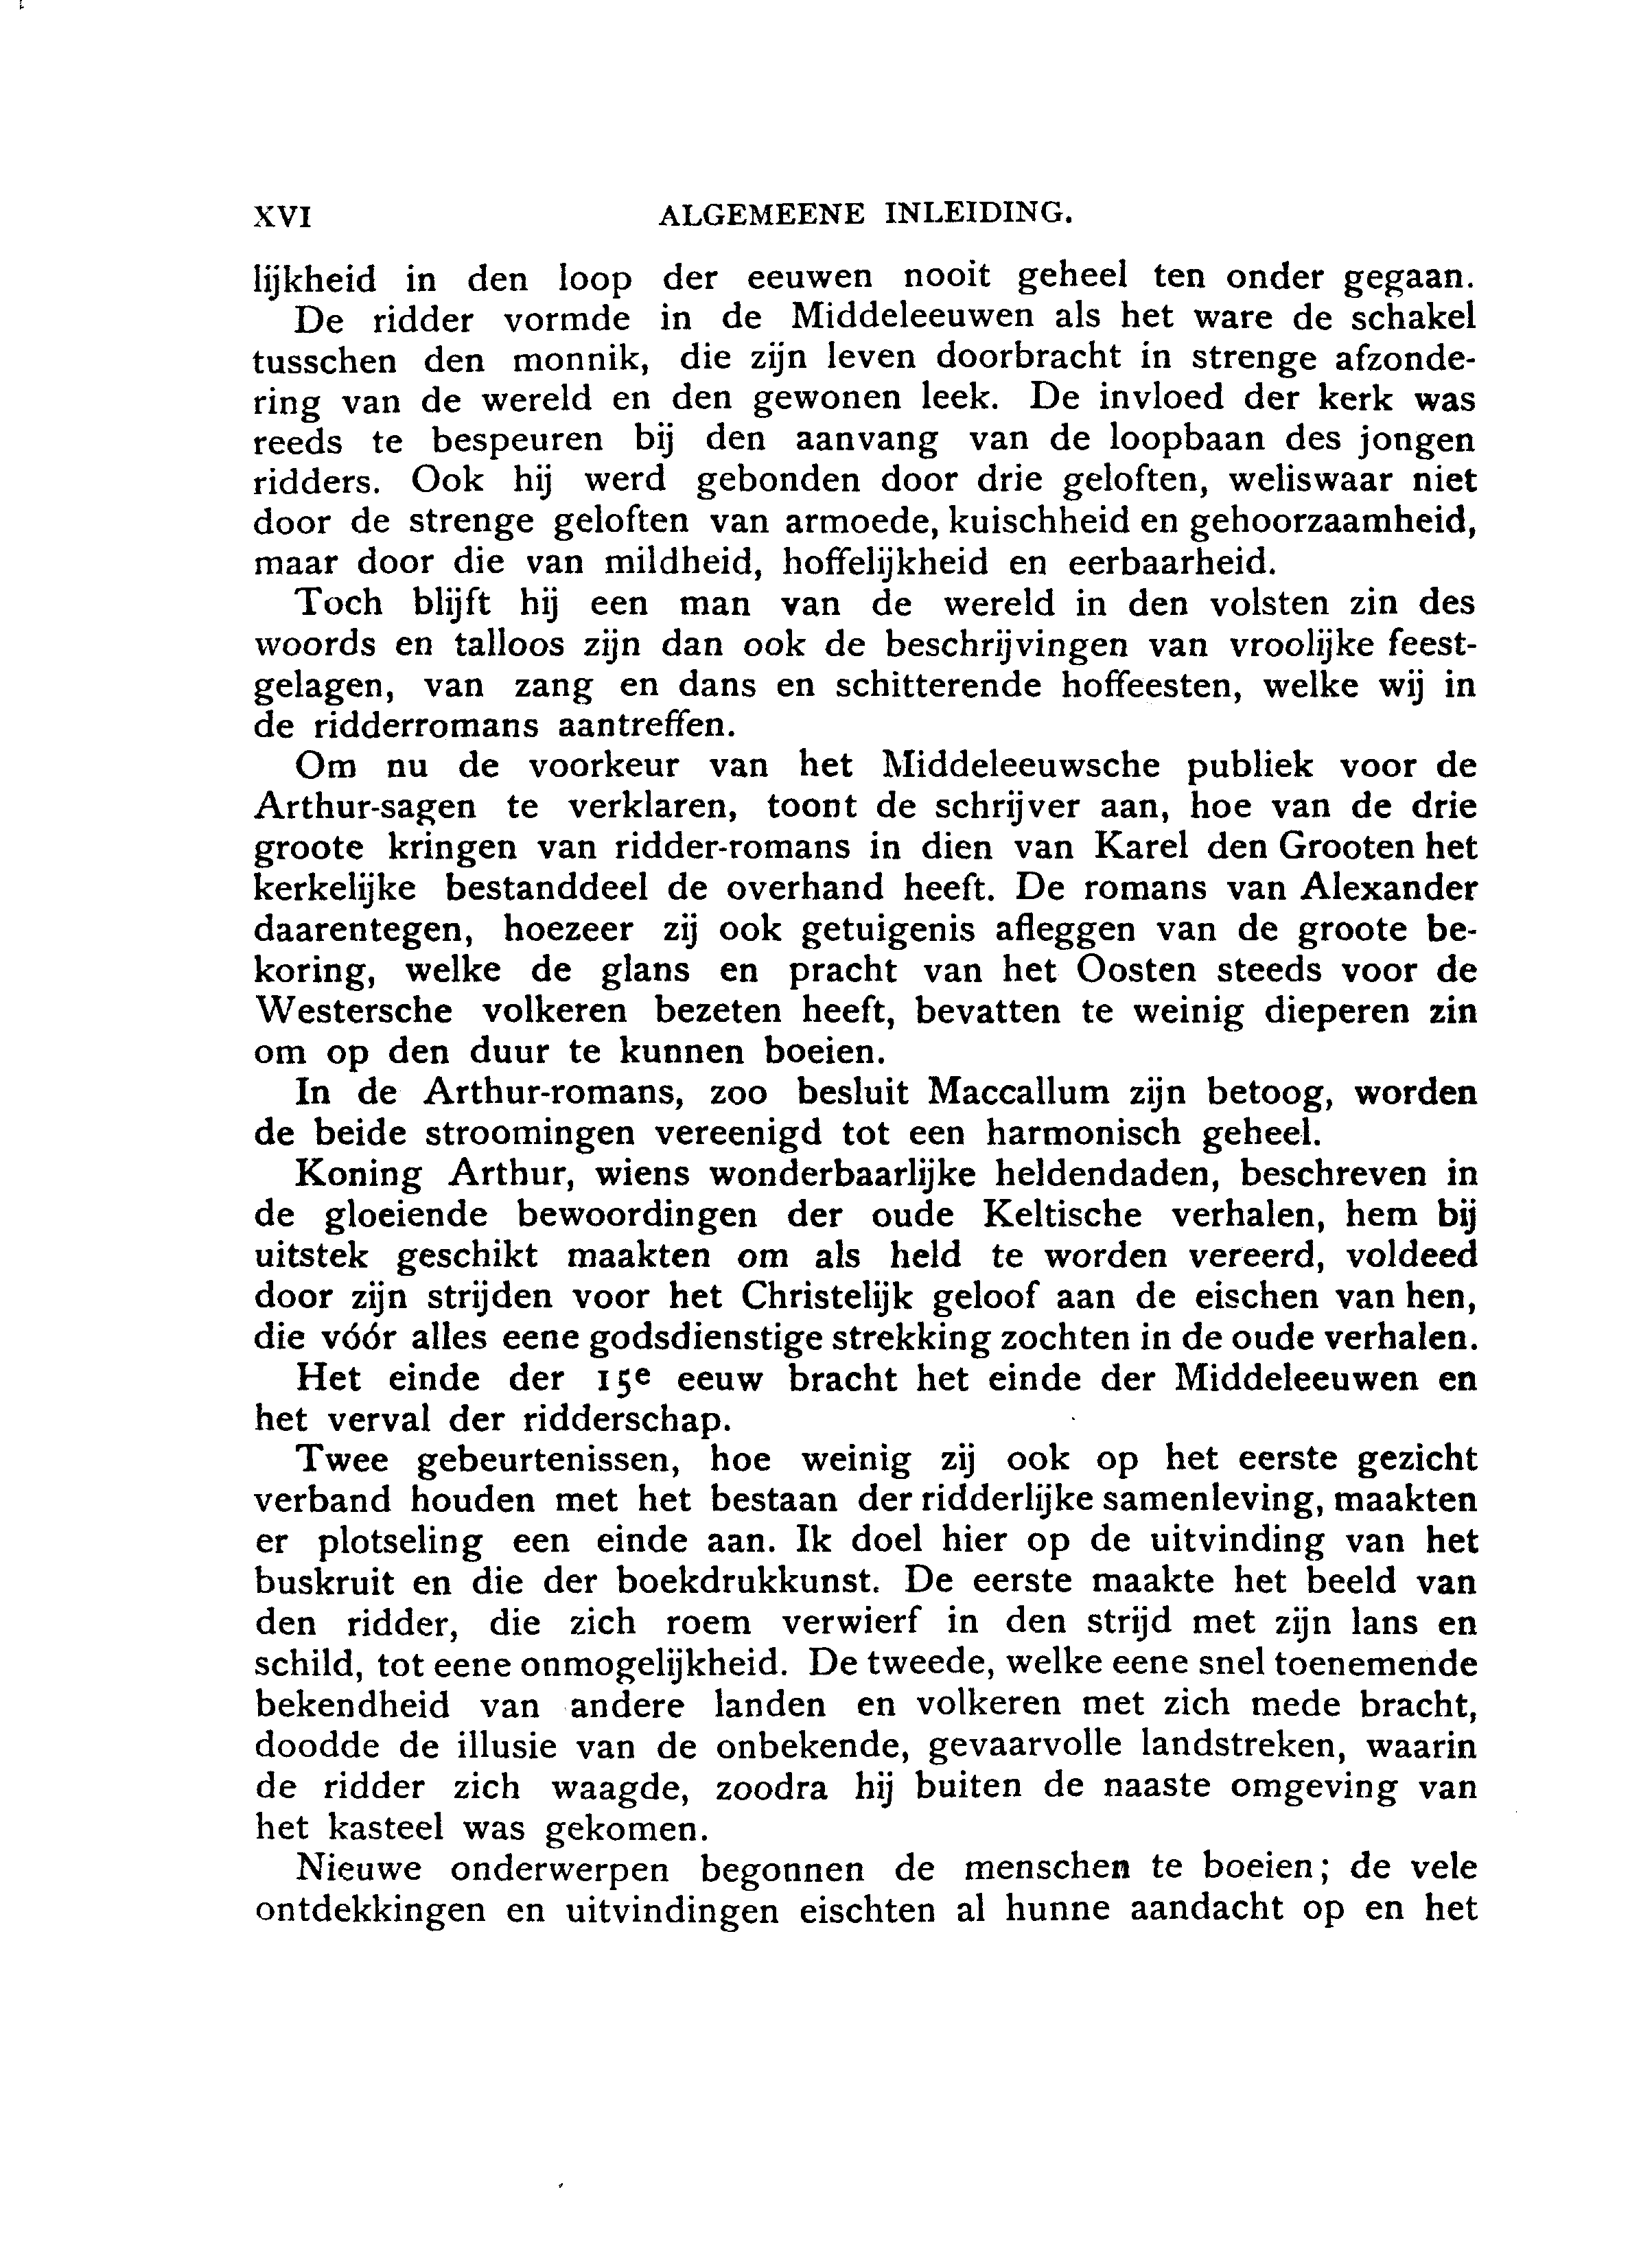 XVI ALGEMEENE INLEIDING.
lijkheid in den loop der eeuwen nooit geheel ten onder gegaan.
De ridder vormde in de Middeleeuwen als het ware de schakel
tusschen den monnik, die zijn leven doorbracht in strenge afzonde-
ring van de wereld en den gewonen leek. De invloed der kerk was
reeds te bespeuren bij den aanvang van de loopbaan des jongen
ridders. Ook hij werd gebonden door drie geloften, weliswaar niet
door de strenge geloften van armoede, kuischheid en gehoorzaamheid,
maar door die van mildheid, hoffelijkheid en eerbaarheid.
Toch blijft hij een man van de wereld in den volsten zin des
woords en talloos zijn dan ook de beschrijvingen van vroolijke feest-
gelagen, van zang en dans en schitterende hoffeesten, welke wij in
de ridderromans aantreffen.
Om nu de voorkeur van het Middeleeuwsche publiek voor de
Arthur-sagen te verklaren, toont de schrijver aan, hoe van de drie
groote kringen van ridder-romans in dien van Karel den Grooten het
kerkelijke bestanddeel de overhand heeft. De romans van Alexander
daarentegen, hoezeer zij ook getuigenis afleggen van de groote be-
koring, welke de glans en pracht van het Oosten steeds voor de
Westersche volkeren bezeten heeft, bevatten te weinig dieperen zin
om op den duur te kunnen boeien.
In de Arthur-romans, zoo besluit Maccallum zijn betoog, worden
de beide stroomingen vereenigd tot een harmonisch geheel.
Koning Arthur, wiens wonderbaarlijke heldendaden, beschreven in
de gloeiende bewoordingen der oude Keltische verhalen, hem bij
uitstek geschikt maakten om als held te worden vereerd, voldeed
door zijn strijden voor het Christelijk geloof aan de eischen van hen,
die vóór alles eene godsdienstige strekking zochten in de oude verhalen.
Het einde der 15e eeuw bracht het einde der Middeleeuwen en
het verval der ridderschap.
Twee gebeurtenissen, hoe weinig zij ook op het eerste gezicht
verband houden met het bestaan der ridderlijke samenleving, maakten
er plotseling een einde aan. Ik doel hier op de uitvinding van het
buskruit en die der boekdrukkunst. De eerste maakte het beeld van
den ridder, die zich roem verwierf in den strijd met zijn lans en
schild, tot eene onmogelijkheid. De tweede, welke eene snel toenemende
bekendheid van andere landen en volkeren met zich mede bracht,
doodde de illusie van de onbekende, gevaarvolle landstreken, waarin
de ridder zich waagde, zoodra hij buiten de naaste omgeving van
het kasteel was gekomen.
Nieuwe onderwerpen begonnen de menschen te boeien; de vele
ontdekkingen en uitvindingen eischten al hunne aandacht op en het